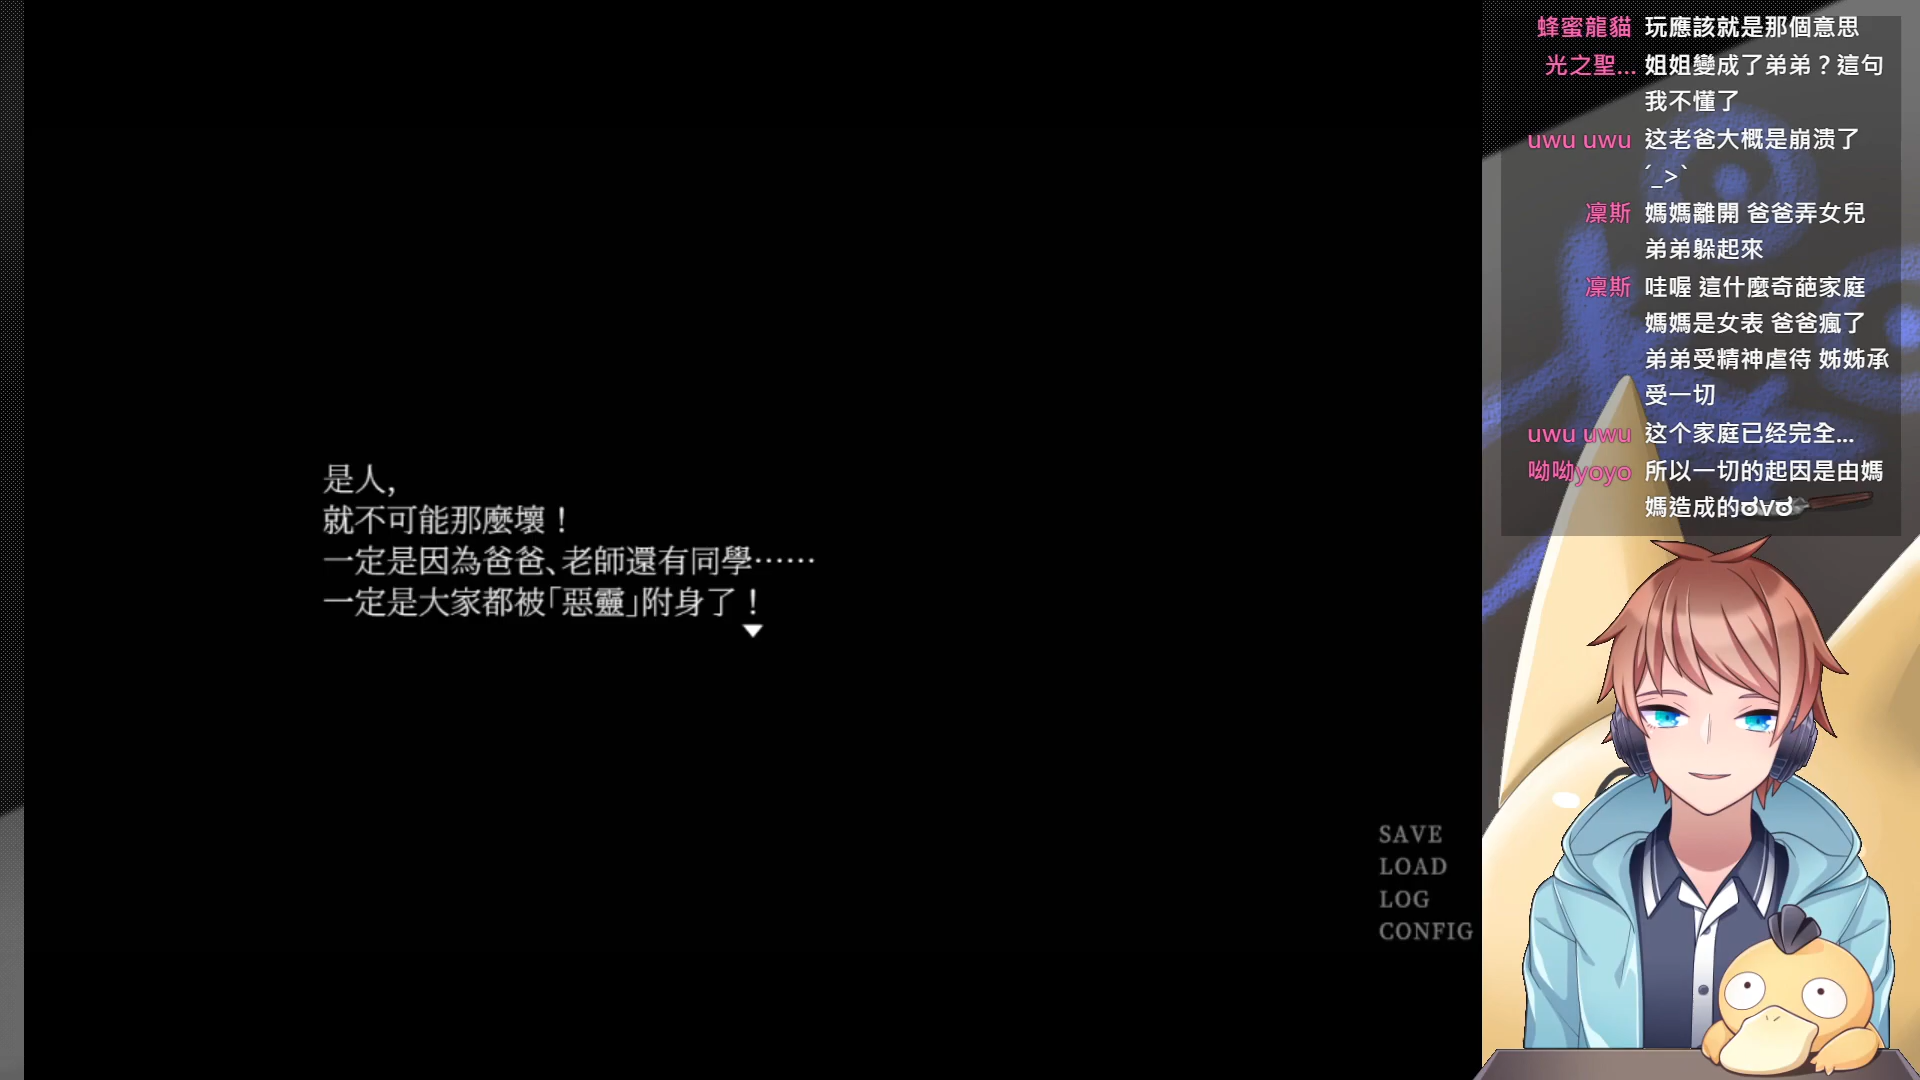 是人，
就不可能那麼壞！
一定是因為爸爸、老師還有同學……
一定是大家都被「惡靈」附身了！
SAVE
LOAD
LOG
CONFIG
蜂蜜龍貓 玩應該就是那個意思
光之聖... 姐姐變成了弟弟？這句
我不懂了
uwu uwu 这老爸大概是崩溃了
´_>`
凜斯 媽媽離開 爸爸弄女兒
弟弟躲起來
凜斯 哇喔 這什麼奇葩家庭
媽媽是女表 爸爸瘋了
弟弟受精神虐待 姊姊承
受一切
uwu uwu 这个家庭已经完全...
呦呦yoyo 所以一切的起因是由媽
媽造成的ಠ∀ಠ